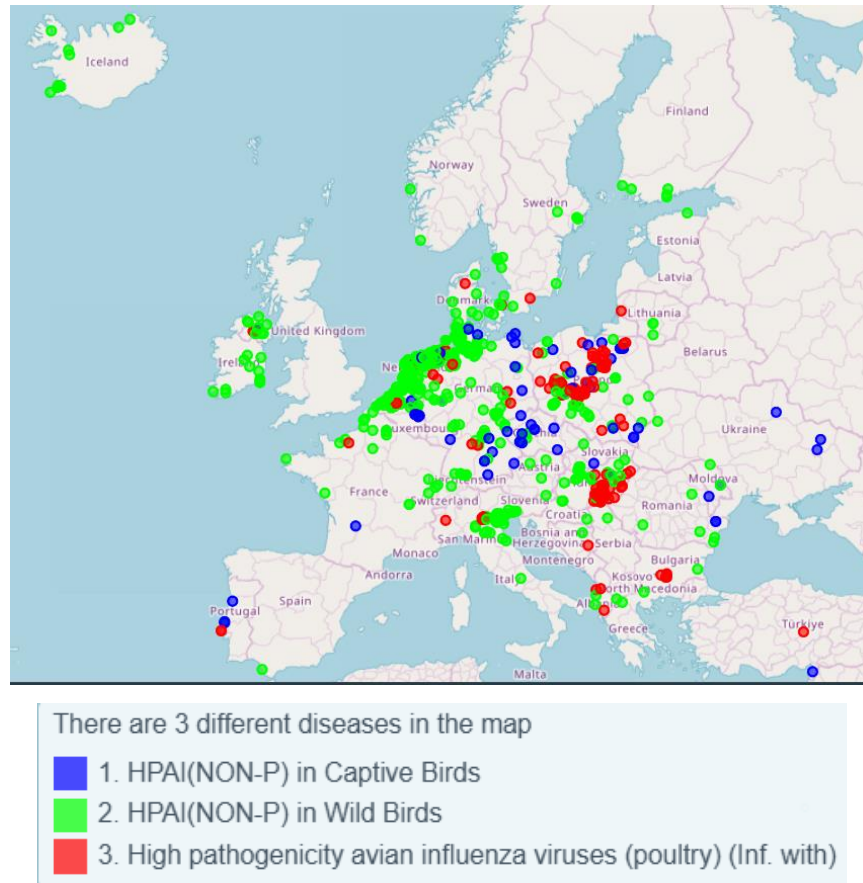 Iceland
Finland
Norway
Sweden
Estonia
Latvia
Denmark
Lithuania
United Kingdom
Belarus
Ukraine
Slovakia
Austria
Moldova
France
Switzerland
Slovenia
Romania
Croatia
San Mar
Bosnia and
Herzegovina
Serbia
Monaco
Montenegro
Bulgaria
Andorra
Kosovo
North Macedonia
Portugal
Spain
Türkiye
Greece
Malta
There are 3 different diseases in the map
1. HPAI(NON-P) in Captive Birds
2. HPAI(NON-P) in Wild Birds
3. High pathogenicity avian influenza viruses (poultry) (Inf. with)